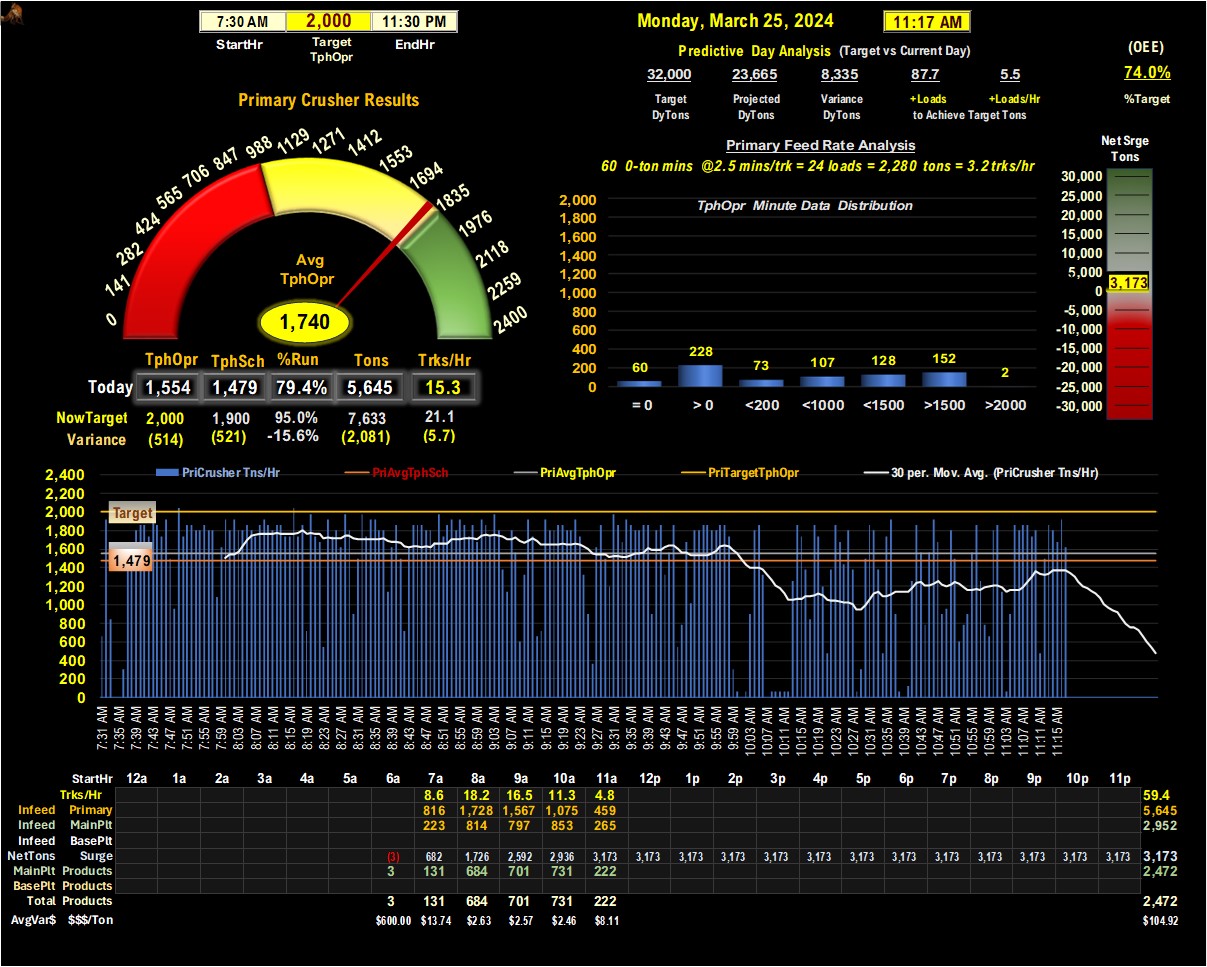 7:30 AM 2,000 11:30 PM
StartHr Target TphOpr EndHr
Monday, March 25, 2024 11:17 AM
Predictive Day Analysis (Target vs Current Day)
32,000 23,665 8,335 87.7 5.5
Target DyTons Projected DyTons Variance DyTons +Loads +Loads/Hr
to Achieve Target Tons
(OEE)
74.0%
%Target
Primary Crusher Results
0 141 282 424 565 706 847 988 1129 1271 1412 1553 1694 1835 1976 2118 2259 2400
Avg
TphOpr
1,740
TphOpr TphSch %Run Tons Trks/Hr
Today 1,554 1,479 79.4% 5,645 15.3
NowTarget 2,000 1,900 95.0% 7,633 21.1
Variance (514) (521) -15.6% (2,081) (5.7)
Primary Feed Rate Analysis
60 0-ton mins @2.5 mins/trk = 24 loads = 2,280 tons = 3.2trks/hr
TphOpr Minute Data Distribution
2,000
1,800
1,600
1,400
1,200
1,000
800
600
400
200
0
60 228 73 107 128 152 2
= 0 > 0 <200 <1000 <1500 >1500 >2000
Net Srge
Tons
30,000
25,000
20,000
15,000
10,000
5,000
3,173
0
-5,000
-10,000
-15,000
-20,000
-25,000
-30,000
PriCrusher Tns/Hr PriAvgTphSch PriAvgTphOpr PriTargetTphOpr 30 per. Mov. Avg. (PriCrusher Tns/Hr)
2,400
2,200
2,000
1,800
1,600
1,400
1,200
1,000
800
600
400
200
0
Target
1,479
7:31 AM 7:35 AM 7:39 AM 7:43 AM 7:47 AM 7:51 AM 7:55 AM 7:59 AM 8:03 AM 8:07 AM 8:11 AM 8:15 AM 8:19 AM 8:23 AM 8:27 AM 8:31 AM 8:35 AM 8:39 AM 8:43 AM 8:47 AM 8:51 AM 8:55 AM 8:59 AM 9:03 AM 9:07 AM 9:11 AM 9:15 AM 9:19 AM 9:23 AM 9:27 AM 9:31 AM 9:35 AM 9:39 AM 9:43 AM 9:47 AM 9:51 AM 9:55 AM 9:59 AM 10:03 AM 10:07 AM 10:11 AM 10:15 AM 10:19 AM 10:23 AM 10:27 AM 10:31 AM 10:35 AM 10:39 AM 10:43 AM 10:47 AM 10:51 AM 10:55 AM 10:59 AM 11:03 AM 11:07 AM 11:11 AM 11:15 AM
StartHr 12a 1a 2a 3a 4a 5a 6a 7a 8a 9a 10a 11a 12p 1p 2p 3p 4p 5p 6p 7p 8p 9p 10p 11p
Trks/Hr 8.6 18.2 16.5 11.3 4.8 59.4
Infeed Primary 816 1,728 1,567 1,075 459 5,645
Infeed MainPlt 223 814 797 853 265 2,952
Infeed BasePlt
NetTons Surge (3) 682 1,726 2,592 2,936 3,173 3,173 3,173 3,173 3,173 3,173 3,173 3,173 3,173 3,173 3,173 3,173 3,173 3,173
MainPlt Products 3 131 684 701 731 222 2,472
BasePlt Products
Total Products 3 131 684 701 731 222 2,472
AvgVar$ $$$/Ton $600.00 $13.74 $2.63 $2.57 $2.46 $8.11 $104.92